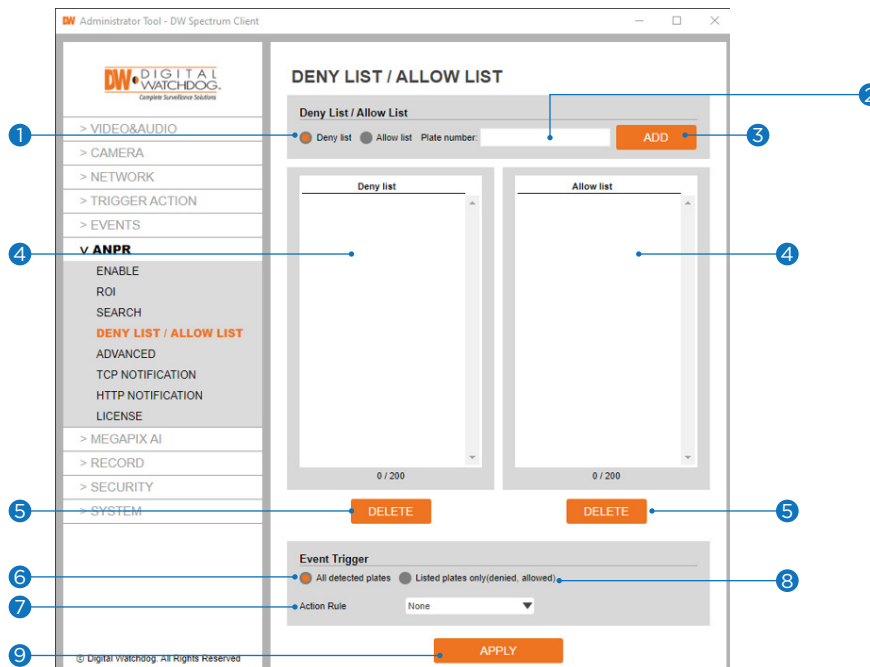 DW Administrator Tool - DW Spectrum Client
DW DIGITAL
WATCHDOG
Complete Surveillance Solutions
> VIDEO&AUDIO
> CAMERA
> NETWORK
> TRIGGER ACTION
> EVENTS
v ANPR
ENABLE
ROI
SEARCH
DENY LIST / ALLOW LIST
ADVANCED
TCP NOTIFICATION
HTTP NOTIFICATION
LICENSE
> MEGAPIX AI
> RECORD
> SECURITY
> SYSTEM
© Digital Watchdog. All Rights Reserved
DENY LIST / ALLOW LIST
Deny List / Allow List
Deny list Allow list Plate number: ADD
Deny list
Allow list
0 / 200
0 / 200
DELETE
DELETE
Event Trigger
All detected plates Listed plates only(denied, allowed)
Action Rule None
APPLY
1
2
3
4
4
5
5
6
7
8
9